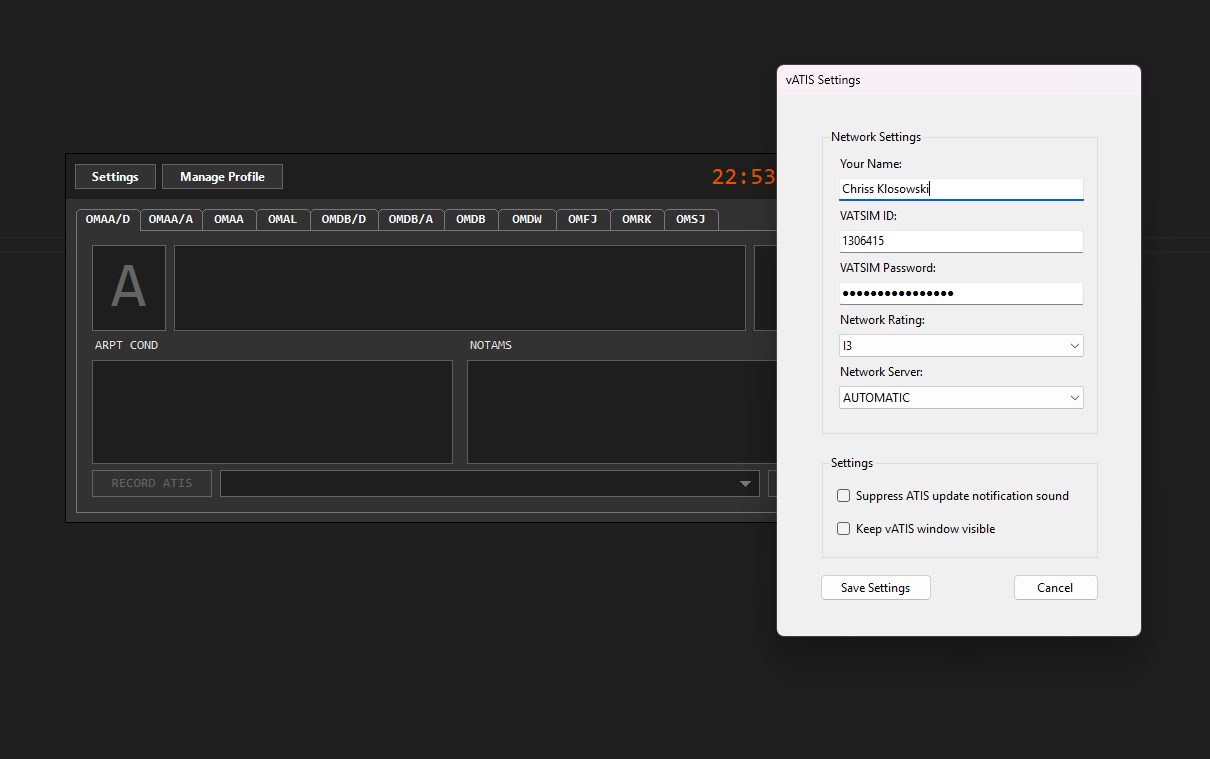 Settings
Manage Profile
22:53
OMAA/D
OMAA/A
OMAA
OMAL
OMDB/D
OMDB/A
OMDB
OMDW
OMFJ
OMRK
OMSJ
A
ARPT COND
NOTAMS
RECORD ATIS
vATIS Settings
Network Settings
Your Name:
Chriss Klosowski
VATSIM ID:
1306415
VATSIM Password:
••••••••••••••••
Network Rating:
I3
Network Server:
AUTOMATIC
Settings
Suppress ATIS update notification sound
Keep vATIS window visible
Save Settings
Cancel